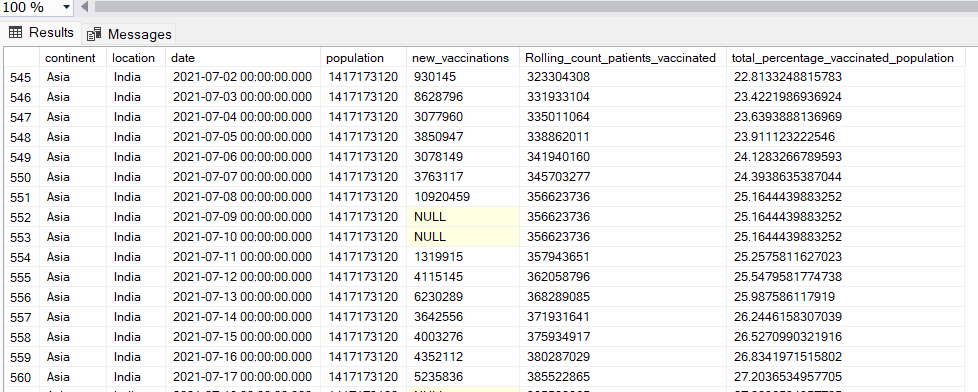 100 %
Results Messages
continent location date population new_vaccinations Rolling_count_patients_vaccinated total_percentage_vaccinated_population
545 Asia India 2021-07-02 00:00:00.000 1417173120 930145 323304308 22.8133248815783
546 Asia India 2021-07-03 00:00:00.000 1417173120 8628796 331933104 23.4221986936924
547 Asia India 2021-07-04 00:00:00.000 1417173120 3077960 335011064 23.6393888136969
548 Asia India 2021-07-05 00:00:00.000 1417173120 3850947 338862011 23.911123222546
549 Asia India 2021-07-06 00:00:00.000 1417173120 3078149 341940160 24.1283266789593
550 Asia India 2021-07-07 00:00:00.000 1417173120 3763117 345703277 24.3938635387044
551 Asia India 2021-07-08 00:00:00.000 1417173120 10920459 356623736 25.1644439883252
552 Asia India 2021-07-09 00:00:00.000 1417173120 NULL 356623736 25.1644439883252
553 Asia India 2021-07-10 00:00:00.000 1417173120 NULL 356623736 25.1644439883252
554 Asia India 2021-07-11 00:00:00.000 1417173120 1319915 357943651 25.2575811627023
555 Asia India 2021-07-12 00:00:00.000 1417173120 4115145 362058796 25.5479581774738
556 Asia India 2021-07-13 00:00:00.000 1417173120 6230289 368289085 25.987586117919
557 Asia India 2021-07-14 00:00:00.000 1417173120 3642556 371931641 26.2446158307039
558 Asia India 2021-07-15 00:00:00.000 1417173120 4003276 375934917 26.5270990321916
559 Asia India 2021-07-16 00:00:00.000 1417173120 4352112 380287029 26.8341971515802
560 Asia India 2021-07-17 00:00:00.000 1417173120 5235836 385522865 27.2036534957705